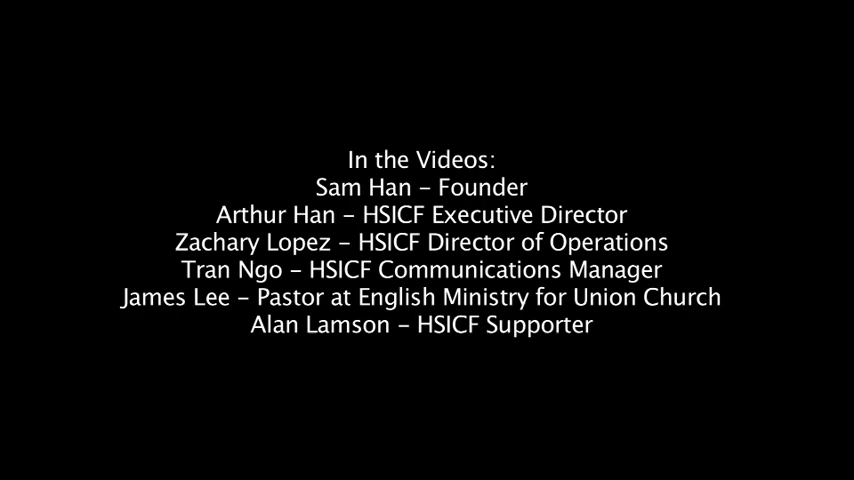 In the Videos:
Sam Han – Founder
Arthur Han – HSICF Executive Director
Zachary Lopez – HSICF Director of Operations
Tran Ngo – HSICF Communications Manager
James Lee – Pastor at English Ministry for Union Church
Alan Lamson – HSICF Supporter